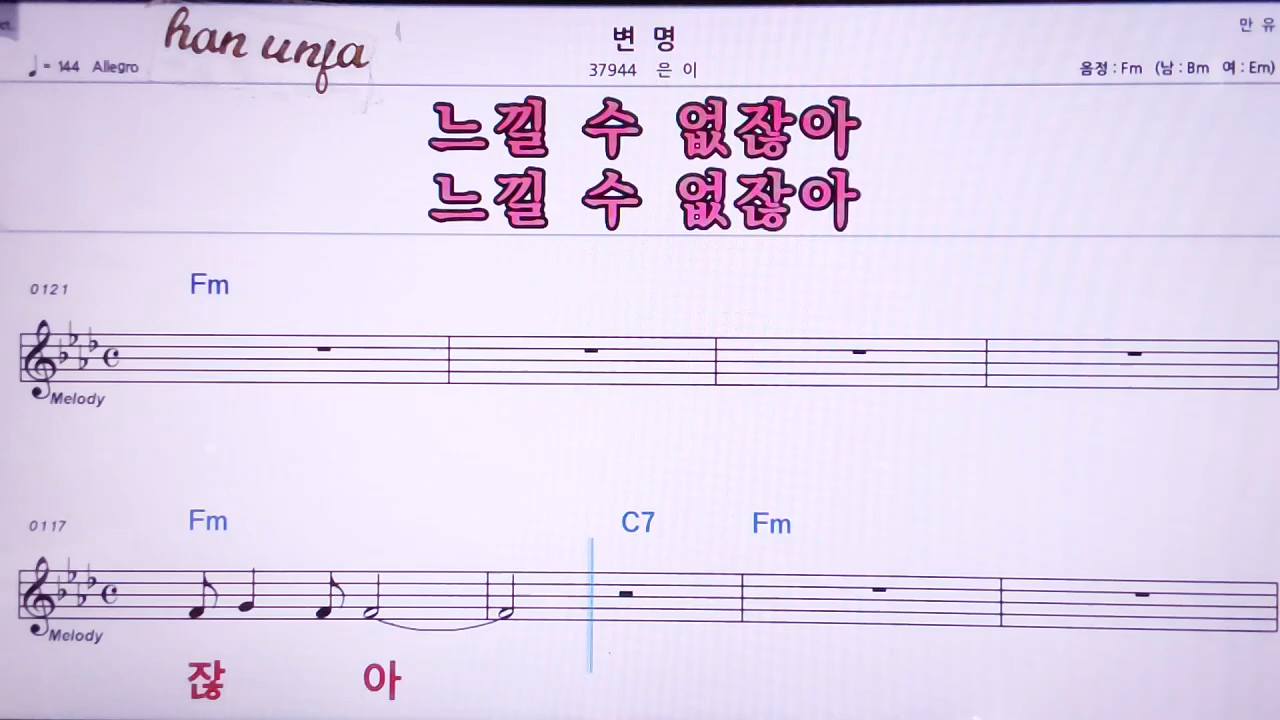 han unfa
변 명
만 유
♩= 144 Allegro
37944 은 이
음정 : Fm (남 : Bm 여 : Em)
느낄 수 없잖아
느낄 수 없잖아
0121
Fm
Melody
0117
Fm C7 Fm
Melody
잖 아